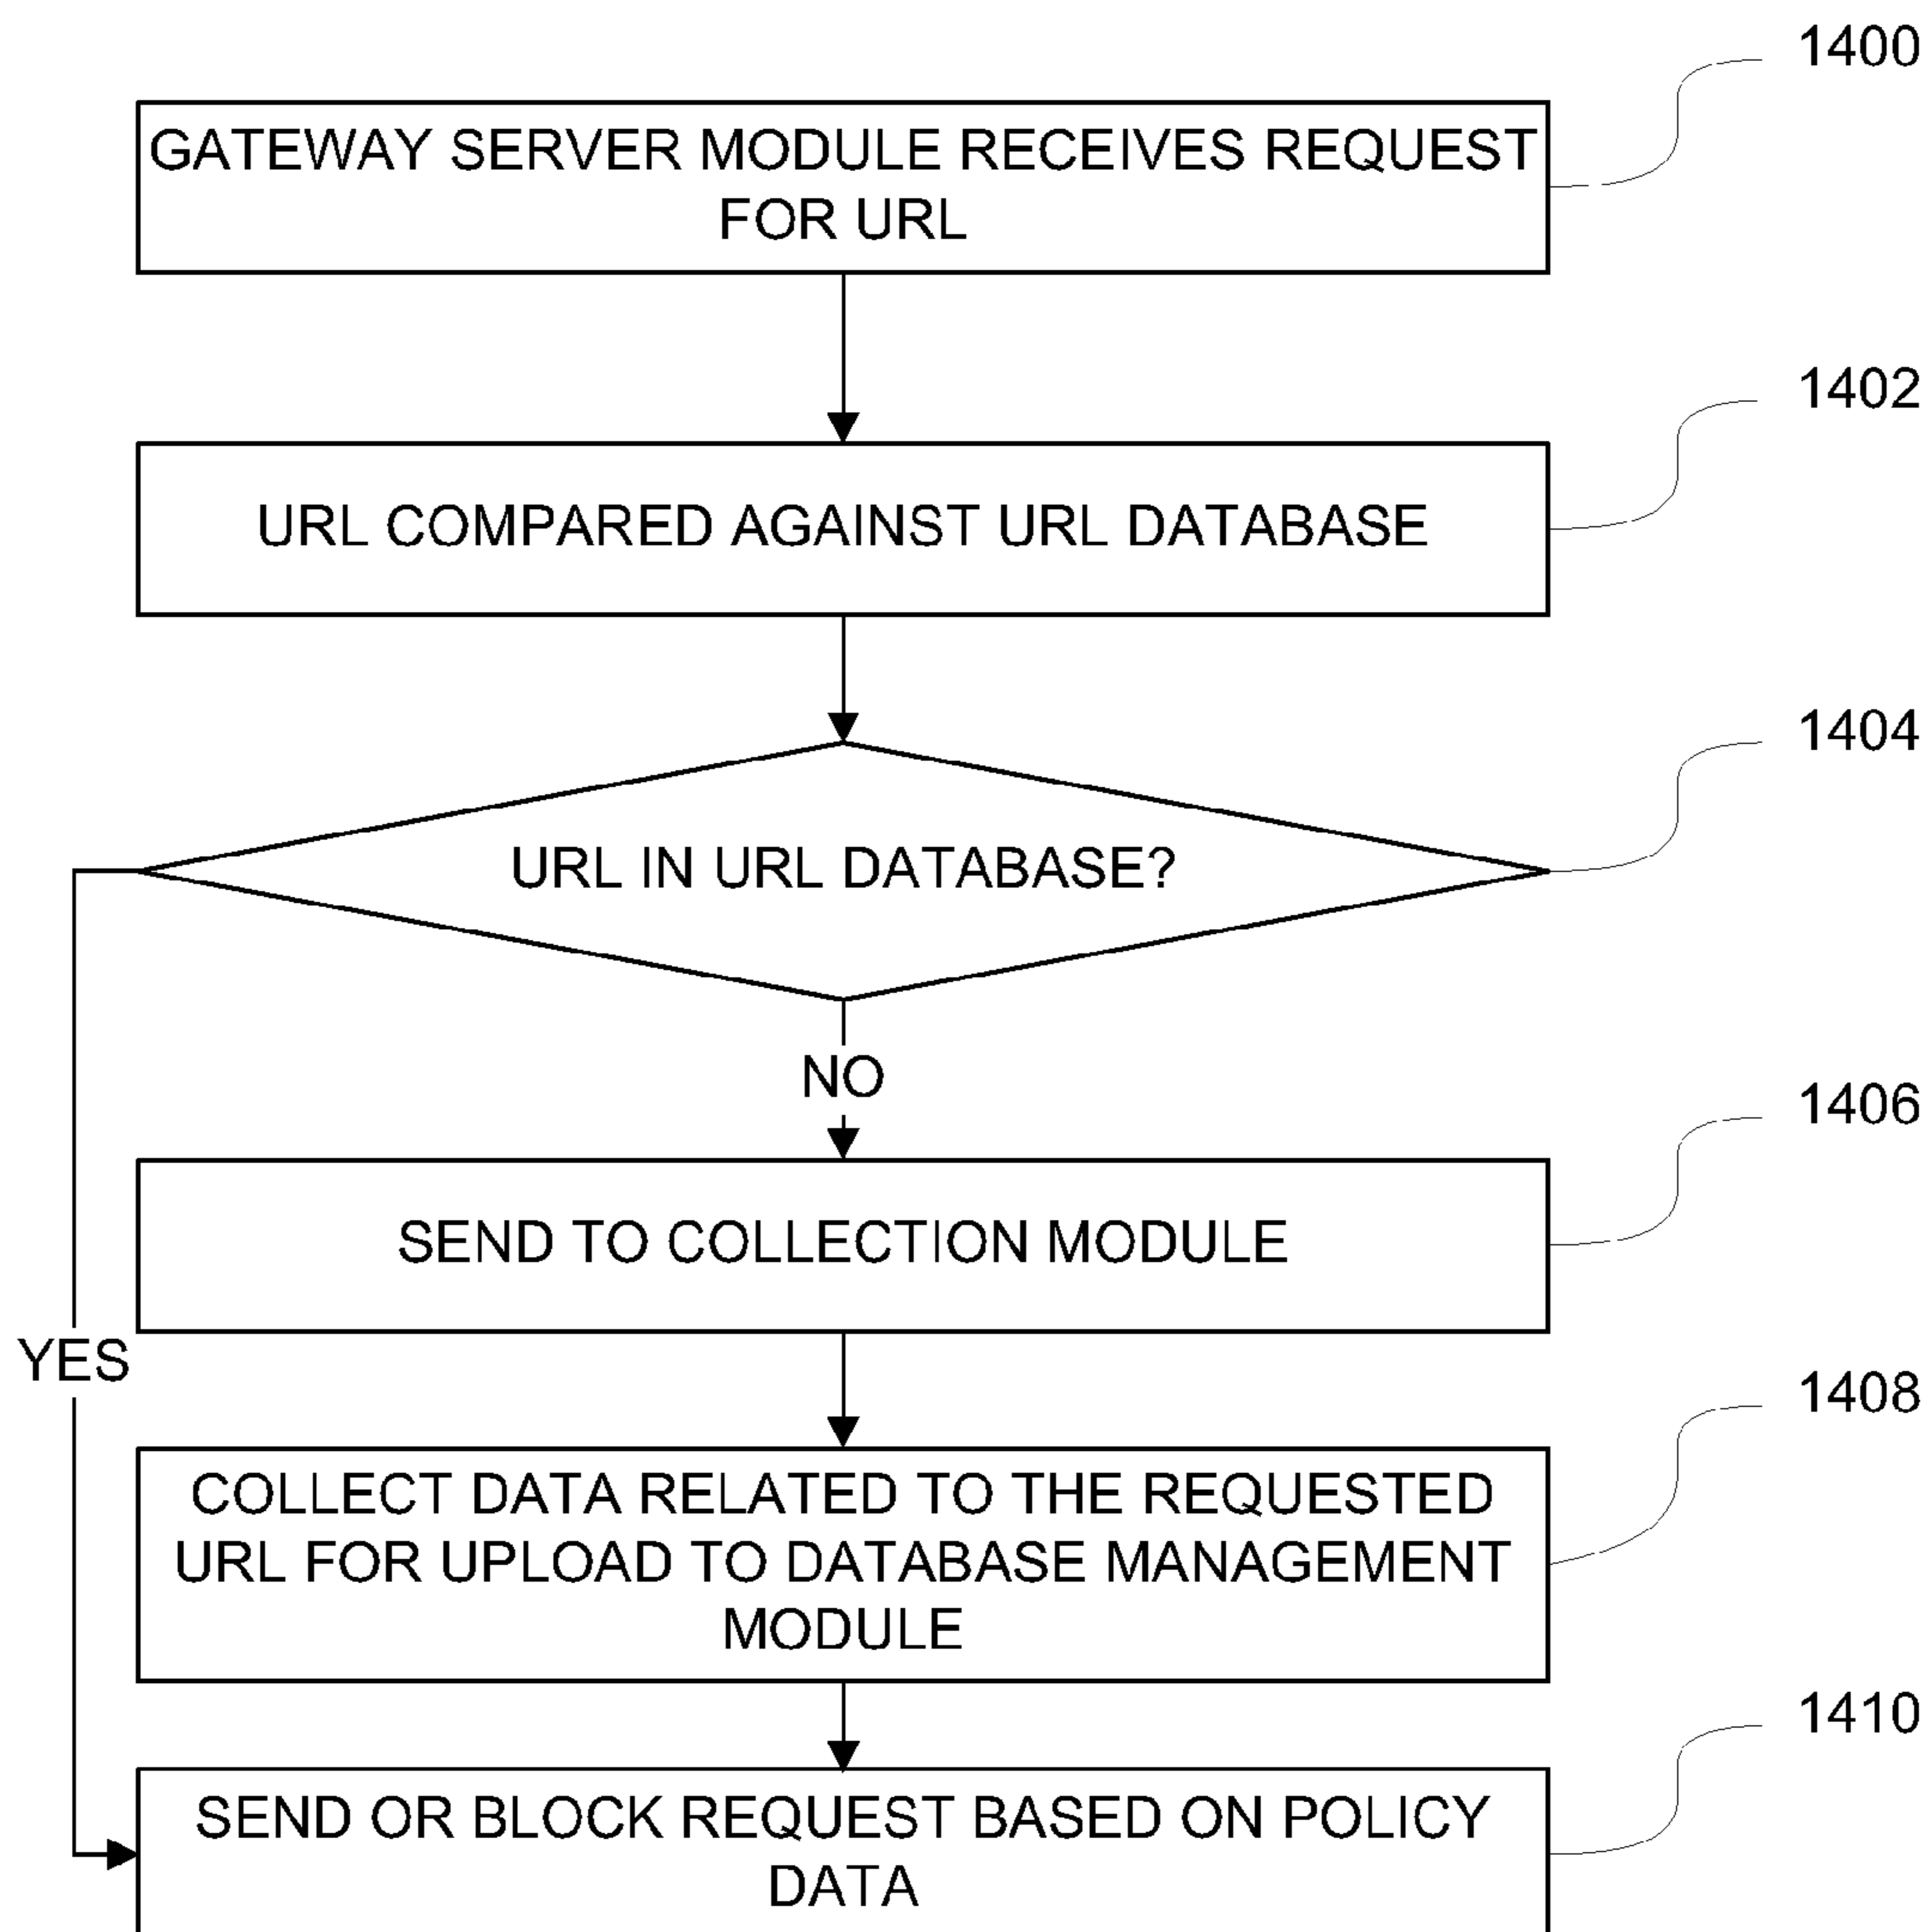 1400
GATEWAY SERVER MODULE RECEIVES REQUEST
FOR URL
1402
URL COMPARED AGAINST URL DATABASE
1404
URL IN URL DATABASE?
NO
1406
SEND TO COLLECTION MODULE
YES
1408
COLLECT DATA RELATED TO THE REQUESTED
URL FOR UPLOAD TO DATABASE MANAGEMENT
MODULE
1410
SEND OR BLOCK REQUEST BASED ON POLICY
DATA